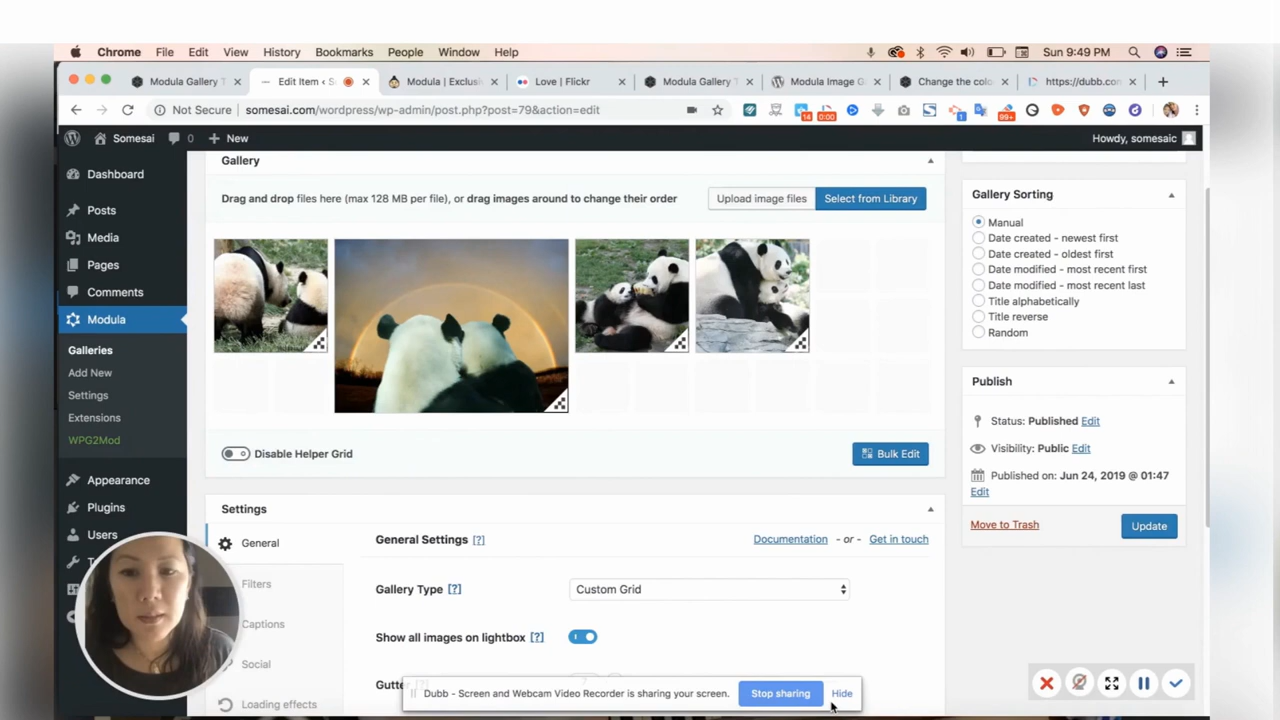 Chrome File Edit View History Bookmarks People Window Help Sun 9:49 PM
Modula Gallery T Edit Item ‹ S Modula | Exclusiv Love | Flickr Modula Gallery T Modula Image G Change the colo https://dubb.con
Not Secure somesai.com/wordpress/wp-admin/post.php?post=79&action=edit 14 0:00 1 99+
Somesai 0 New Howdy, somesaic
Dashboard
Posts
Media
Pages
Comments
Modula
Galleries
Add New
Settings
Extensions
WPG2Mod
Appearance
Plugins
Users
Gallery
Drag and drop files here (max 128 MB per file), or drag images around to change their order Upload image files Select from Library
Disable Helper Grid Bulk Edit
Settings
General
Filters
Captions
Social
Loading effects
General Settings [?] Documentation - or - Get in touch
Gallery Type [?] Custom Grid
Show all images on lightbox [?]
Gallery Sorting
Manual
Date created - newest first
Date created - oldest first
Date modified - most recent first
Date modified - most recent last
Title alphabetically
Title reverse
Random
Publish
Status: Published Edit
Visibility: Public Edit
Published on: Jun 24, 2019 @ 01:47
Edit
Move to Trash Update
Dubb - Screen and Webcam Video Recorder is sharing your screen. Stop sharing Hide